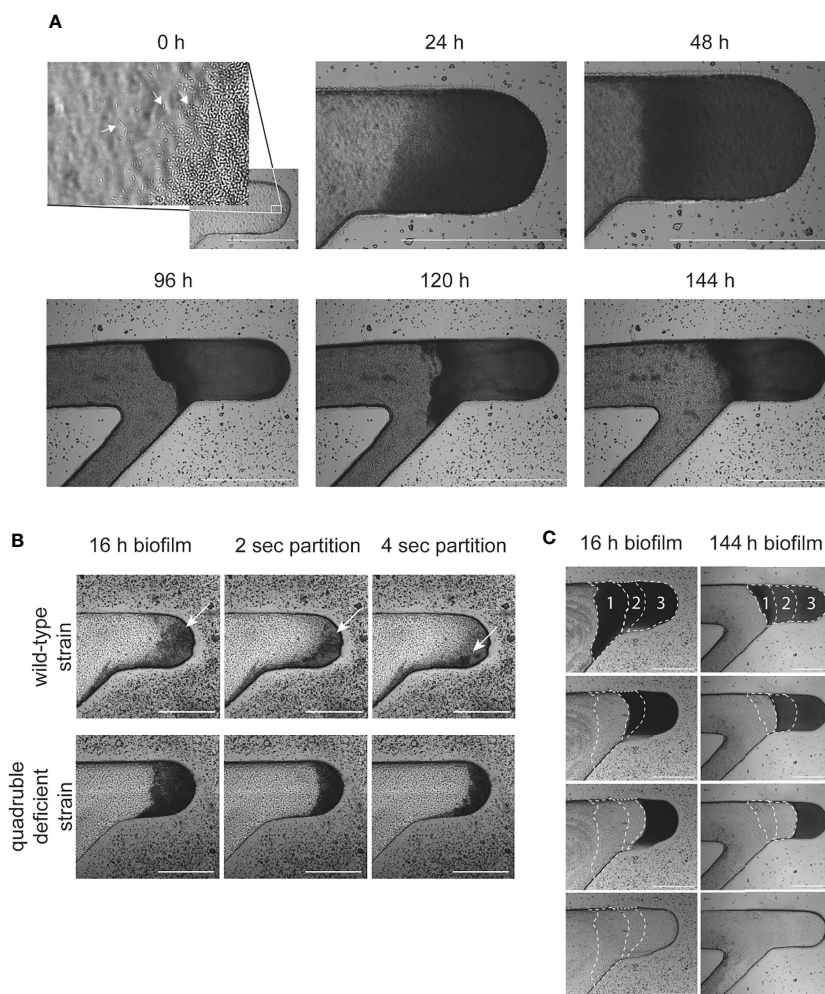 A
0 h 24 h 48 h
96 h 120 h 144 h
B
16 h biofilm 2 sec partition 4 sec partition
wild-type
strain
quadruble
deficient
strain
C
16 h biofilm 144 h biofilm
1 2 3 1 2 3